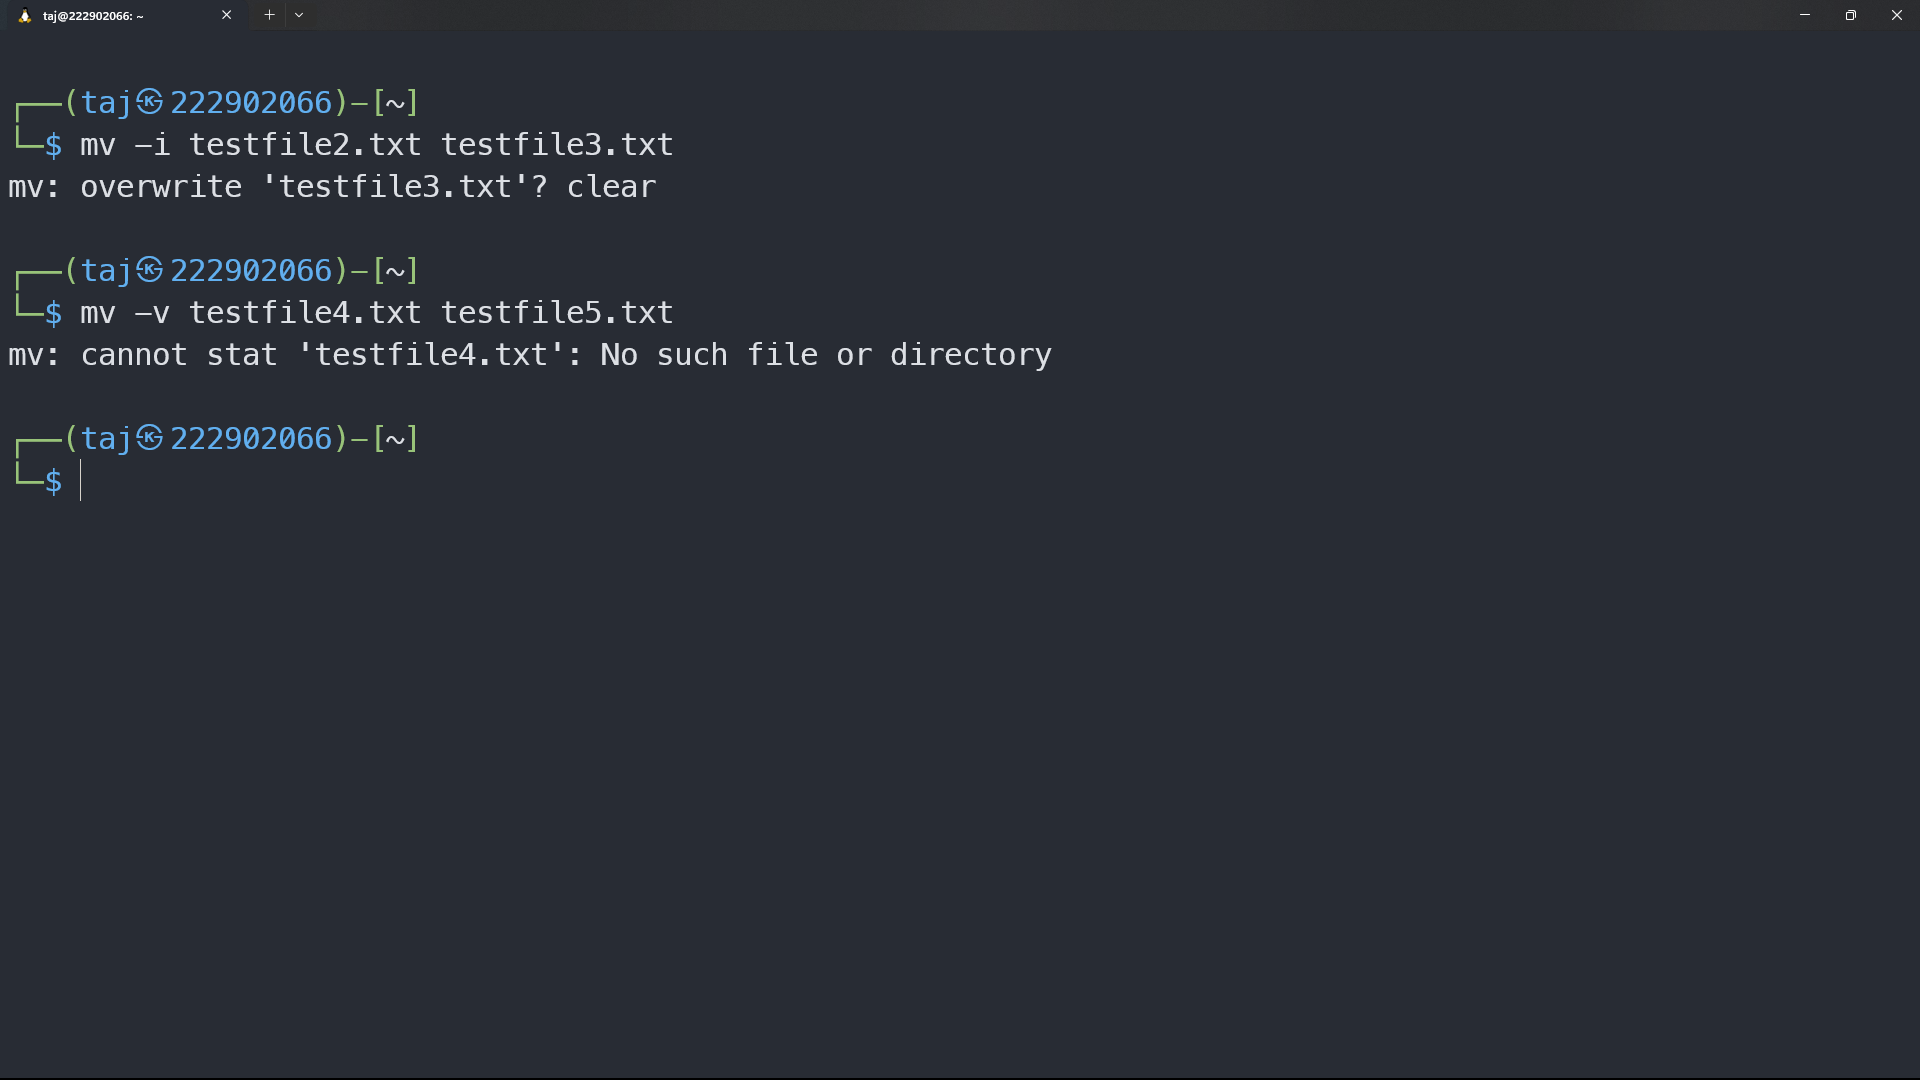 taj@222902066: ~
┌──(taj㉿222902066)-[~]
└─$ mv -i testfile2.txt testfile3.txt
mv: overwrite 'testfile3.txt'? clear
┌──(taj㉿222902066)-[~]
└─$ mv -v testfile4.txt testfile5.txt
mv: cannot stat 'testfile4.txt': No such file or directory
┌──(taj㉿222902066)-[~]
└─$